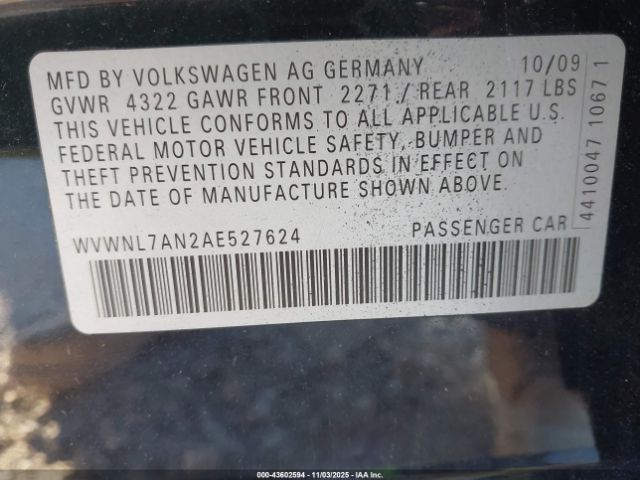 MFD BY VOLKSWAGEN AG GERMANY 10/09
GVWR 4322 GAWR FRONT 2271 / REAR 2117 LBS
THIS VEHICLE CONFORMS TO ALL APPLICABLE U.S.
FEDERAL MOTOR VEHICLE SAFETY, BUMPER AND
THEFT PREVENTION STANDARDS IN EFFECT ON
THE DATE OF MANUFACTURE SHOWN ABOVE.
WVWNL7AN2AE527624 PASSENGER CAR
4410047 1067 1
000-43602594 - 11/03/2025 - IAA Inc.